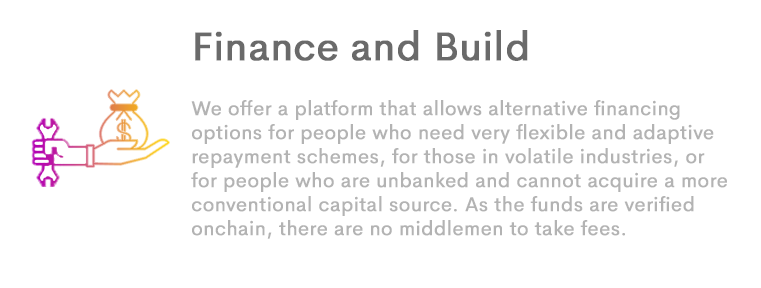 Finance and Build
We offer a platform that allows alternative financing
options for people who need very flexible and adaptive
repayment schemes, for those in volatile industries, or
for people who are unbanked and cannot acquire a more
conventional capital source. As the funds are verified
onchain, there are no middlemen to take fees.